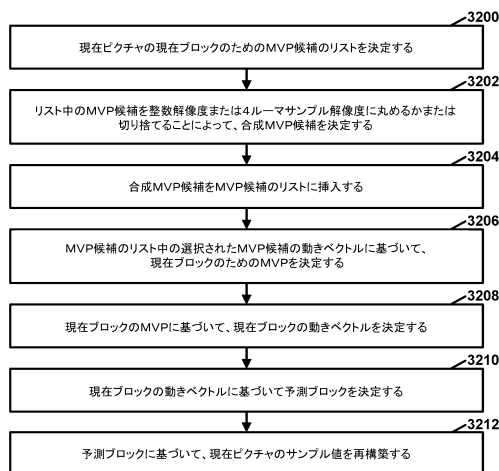 3200
現在ピクチャの現在ブロックのためのMVP候補のリストを決定する
3202
リスト中のMVP候補を整数解像度または4ルーマサンプル解像度に丸めるかまたは
切り捨てることによって、合成MVP候補を決定する
3204
合成MVP候補をMVP候補のリストに挿入する
3206
MVP候補のリスト中の選択されたMVP候補の動きベクトルに基づいて、
現在ブロックのためのMVPを決定する
3208
現在ブロックのMVPに基づいて、現在ブロックの動きベクトルを決定する
3210
現在ブロックの動きベクトルに基づいて予測ブロックを決定する
3212
予測ブロックに基づいて、現在ピクチャのサンプル値を再構築する